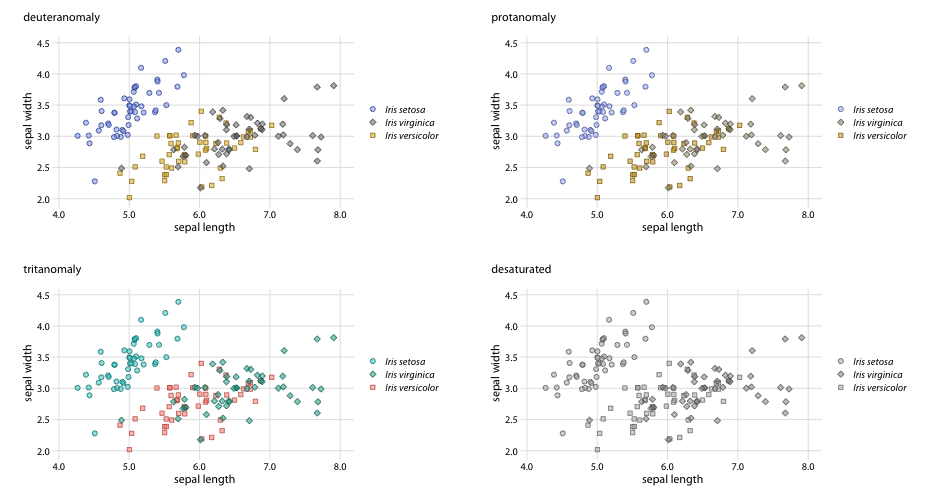 deuteranomaly
4.5
4.0
3.5
3.0
2.5
2.0
sepal width
4.0 5.0 6.0 7.0 8.0
sepal length
Iris setosa
Iris virginica
Iris versicolor
protanomaly
4.5
4.0
3.5
3.0
2.5
2.0
sepal width
4.0 5.0 6.0 7.0 8.0
sepal length
Iris setosa
Iris virginica
Iris versicolor
tritanomaly
4.5
4.0
3.5
3.0
2.5
2.0
sepal width
4.0 5.0 6.0 7.0 8.0
sepal length
Iris setosa
Iris virginica
Iris versicolor
desaturated
4.5
4.0
3.5
3.0
2.5
2.0
sepal width
4.0 5.0 6.0 7.0 8.0
sepal length
Iris setosa
Iris virginica
Iris versicolor